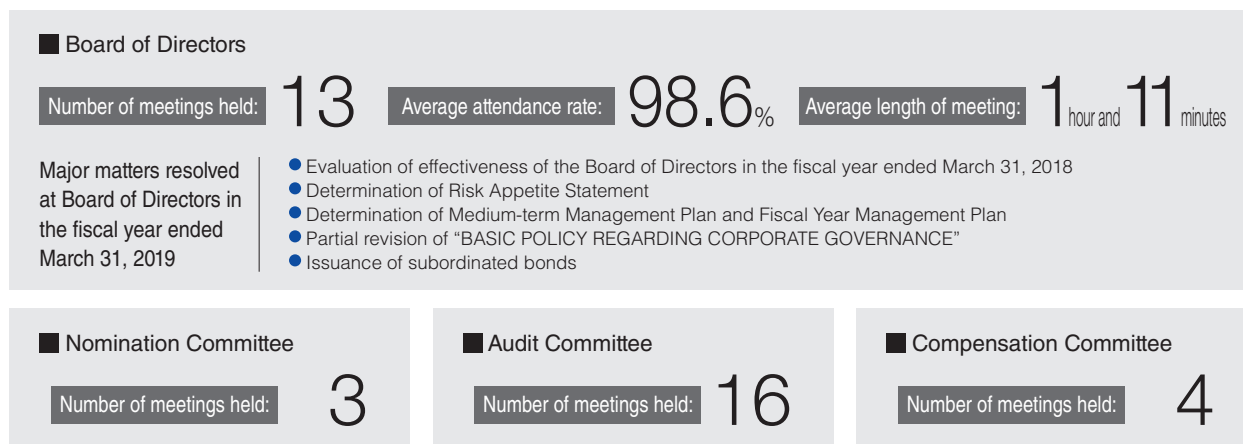 ■ Board of Directors
Number of meetings held: 13 Average attendance rate: 98.6% Average length of meeting: 1 hour and 11 minutes
Major matters resolved
at Board of Directors in
the fiscal year ended
March 31, 2019
● Evaluation of effectiveness of the Board of Directors in the fiscal year ended March 31, 2018
● Determination of Risk Appetite Statement
● Determination of Medium-term Management Plan and Fiscal Year Management Plan
● Partial revision of “BASIC POLICY REGARDING CORPORATE GOVERNANCE”
● Issuance of subordinated bonds
■ Nomination Committee
Number of meetings held: 3
■ Audit Committee
Number of meetings held: 16
■ Compensation Committee
Number of meetings held: 4